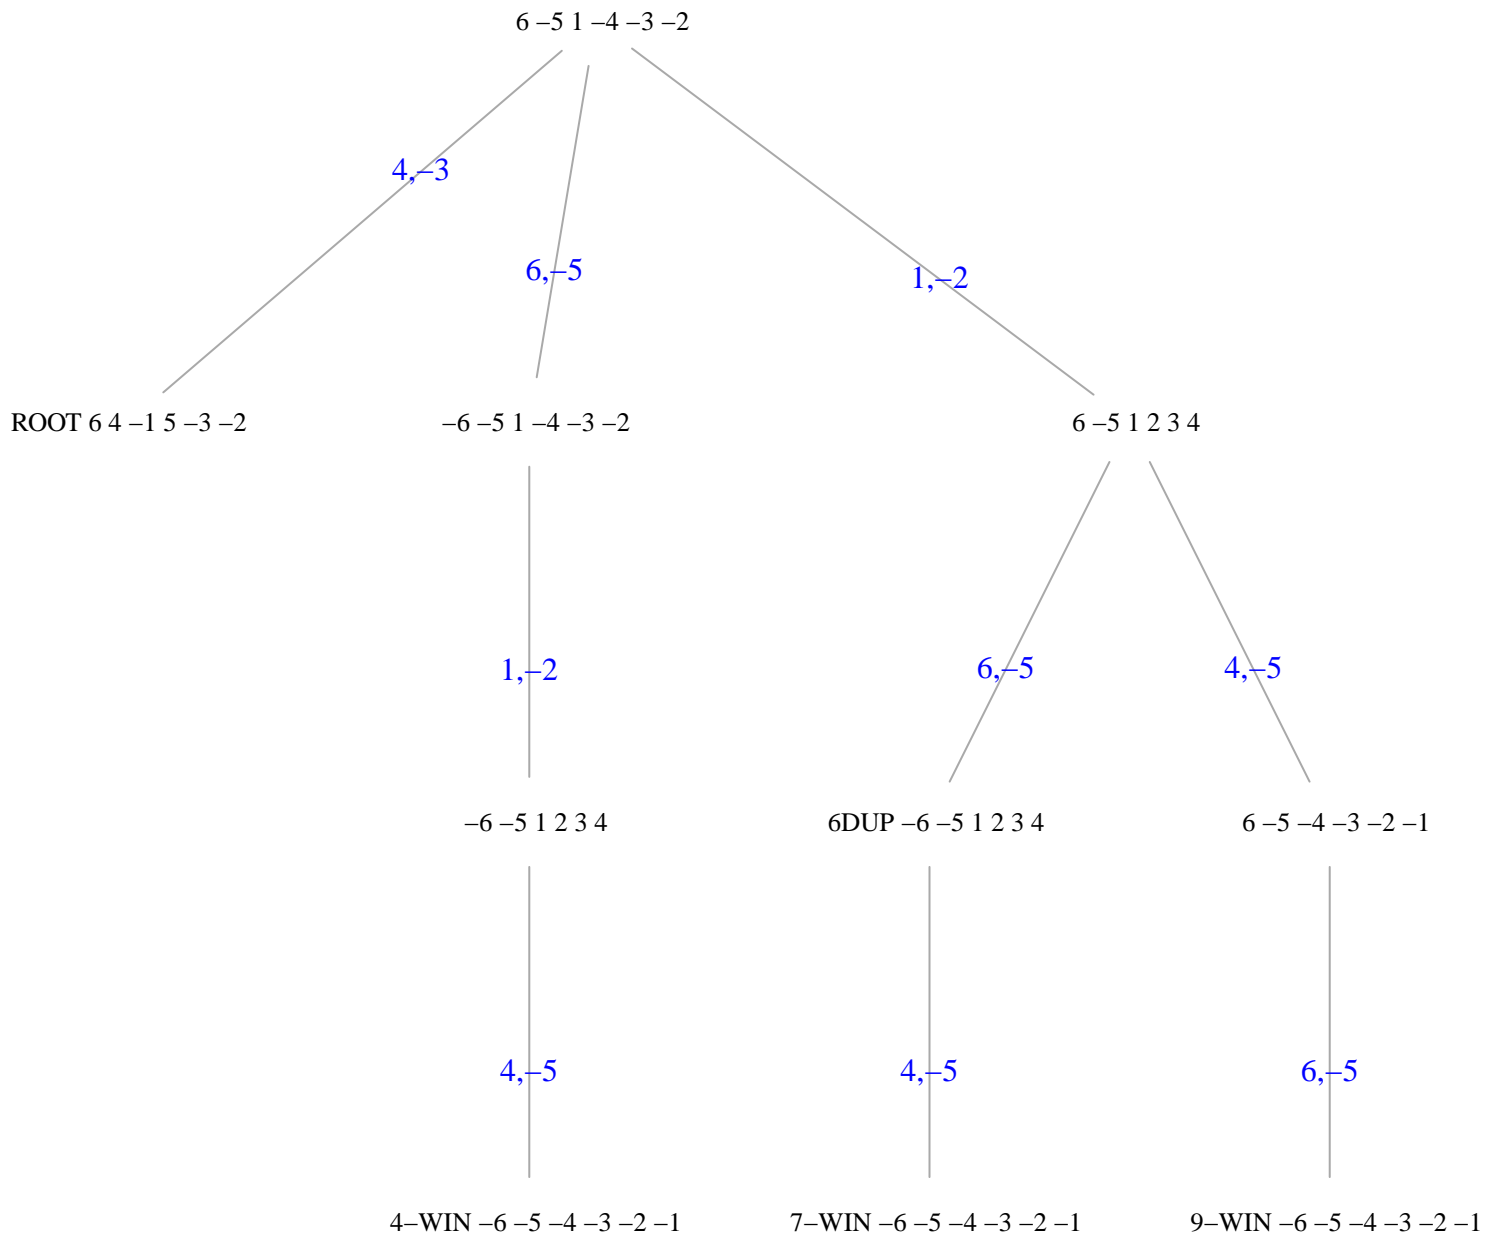 6 –5 1 –4 –3 –2
4,–3
6,–5
1,–2
ROOT 6 4 –1 5 –3 –2
–6 –5 1 –4 –3 –2
6 –5 1 2 3 4
1,–2
6,–5
4,–5
–6 –5 1 2 3 4
6DUP –6 –5 1 2 3 4
6 –5 –4 –3 –2 –1
4,–5
4,–5
6,–5
4–WIN –6 –5 –4 –3 –2 –1
7–WIN –6 –5 –4 –3 –2 –1
9–WIN –6 –5 –4 –3 –2 –1